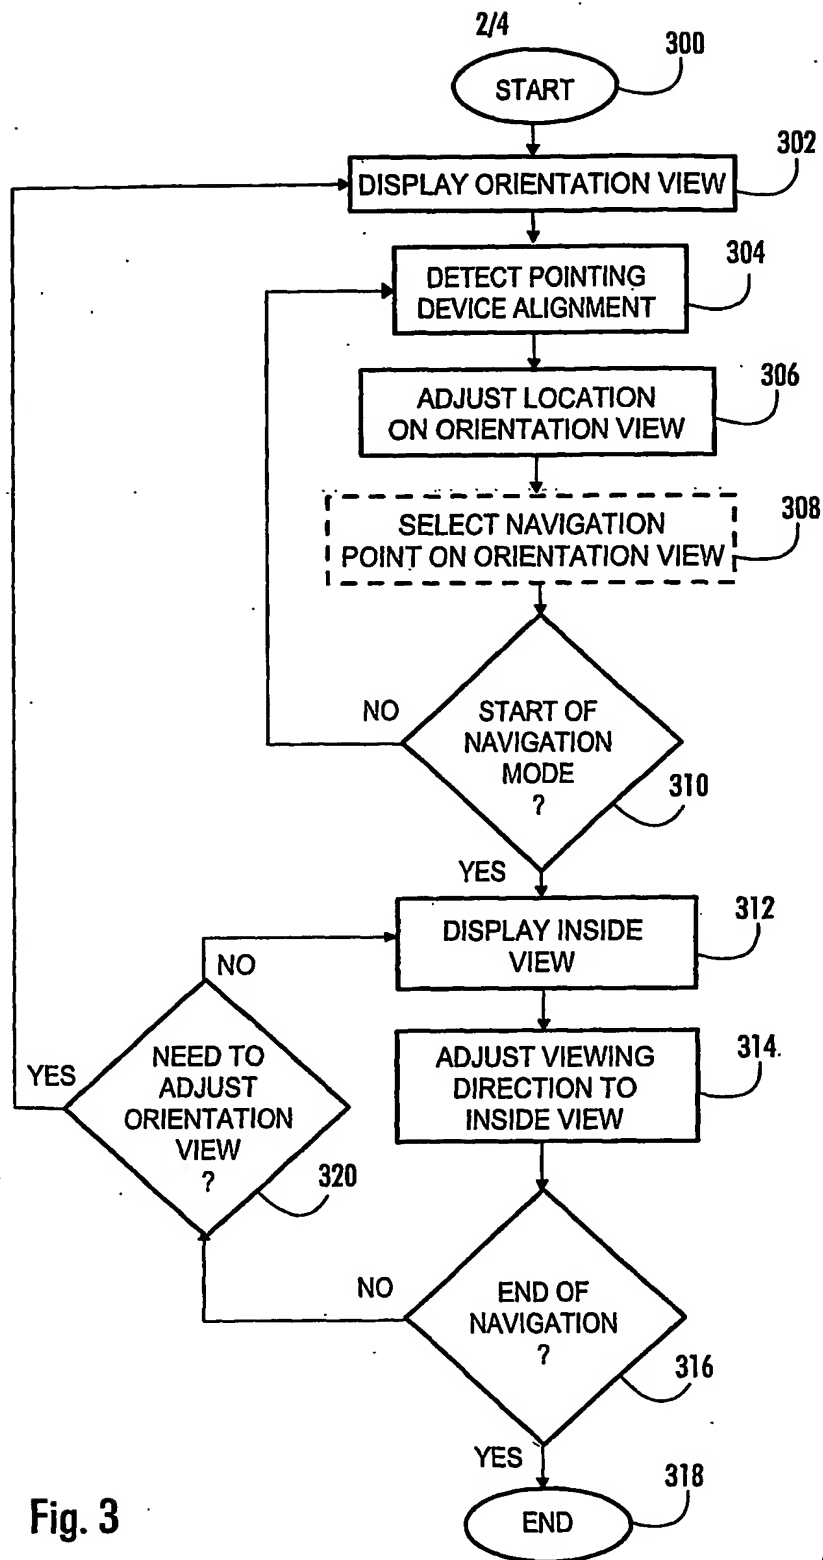 2/4
START
300
DISPLAY ORIENTATION VIEW
302
DETECT POINTING
DEVICE ALIGNMENT
304
ADJUST LOCATION
ON ORIENTATION VIEW
306
SELECT NAVIGATION
POINT ON ORIENTATION VIEW
308
START OF
NAVIGATION
MODE
?
310
NO
YES
DISPLAY INSIDE
VIEW
312
ADJUST VIEWING
DIRECTION TO
INSIDE VIEW
314
NO
YES
NEED TO
ADJUST
ORIENTATION
VIEW
?
320
END OF
NAVIGATION
?
316
NO
YES
END
318
Fig. 3